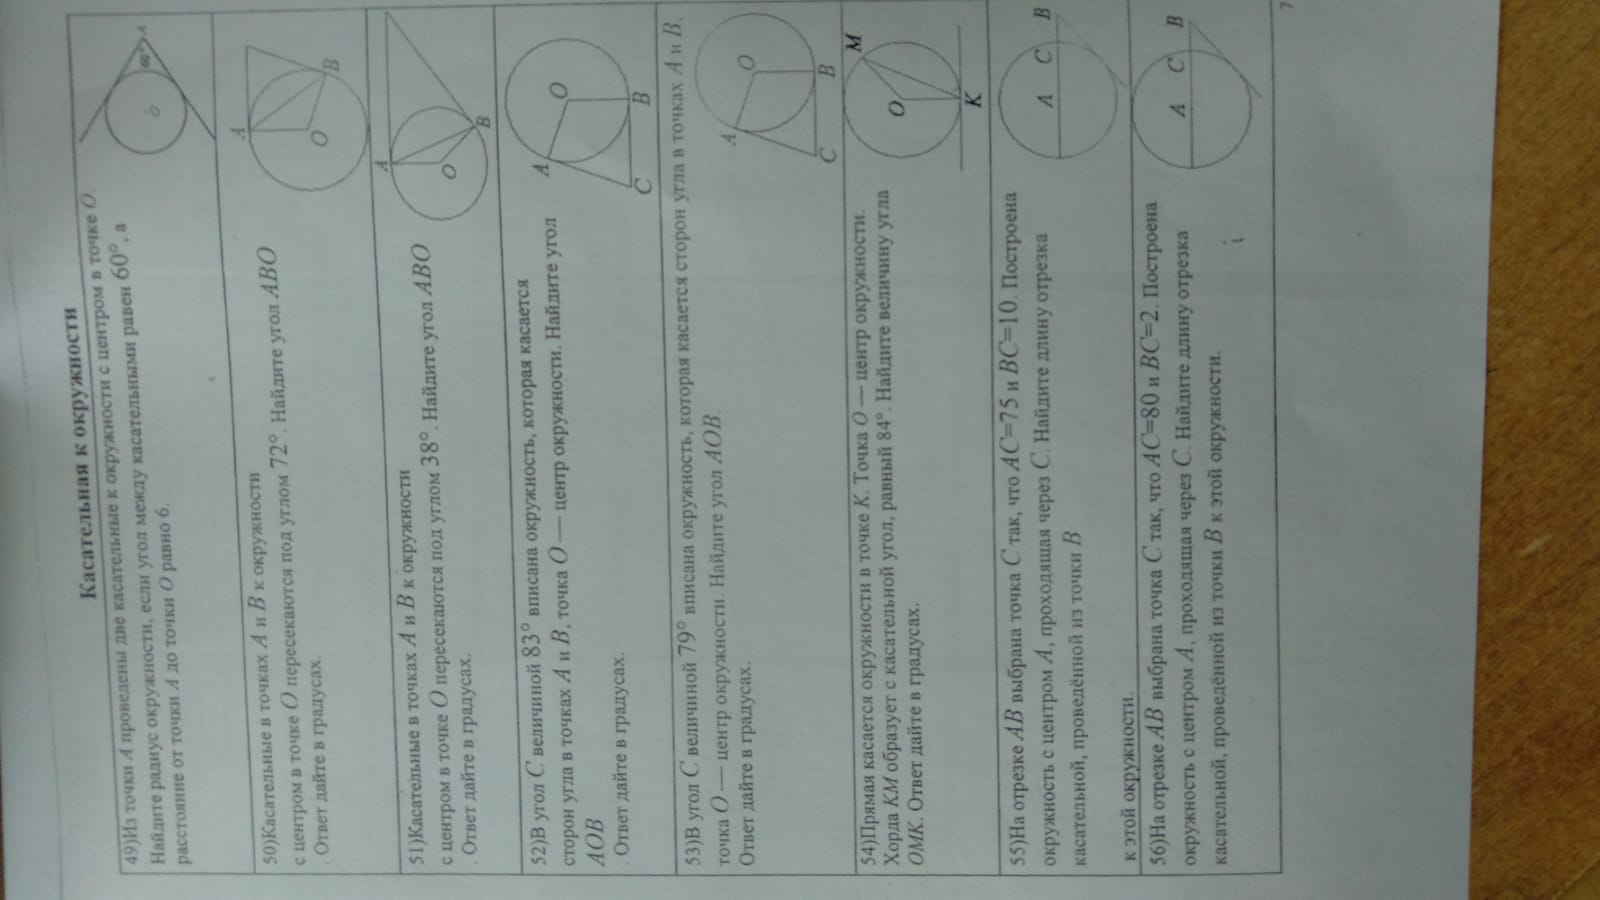 Касательная к окружности
49)Из точки A проведены две касательные к окружности с центром в точке O.
Найдите радиус окружности, если угол между касательными равен 60°, а
расстояние от точки A до точки O равно 6.
O
60°
A
50)Касательные в точках A и B к окружности
с центром в точке O пересекаются под углом 72°. Найдите угол ABO
. Ответ дайте в градусах.
A
O
B
51)Касательные в точках A и B к окружности
с центром в точке O пересекаются под углом 38°. Найдите угол ABO
. Ответ дайте в градусах.
A
O
B
52)В угол C величиной 83° вписана окружность, которая касается
сторон угла в точках A и B, точка O — центр окружности. Найдите угол
AOB
. Ответ дайте в градусах.
A
O
C
B
53)В угол C величиной 79° вписана окружность, которая касается сторон угла в точках A и B,
точка O — центр окружности. Найдите угол AOB.
Ответ дайте в градусах.
A
O
C
B
54)Прямая касается окружности в точке K. Точка O — центр окружности.
Хорда KM образует с касательной угол, равный 84°. Найдите величину угла
OMK. Ответ дайте в градусах.
M
O
K
55)На отрезке AB выбрана точка C так, что AC=75 и BC=10. Построена
окружность с центром A, проходящая через C. Найдите длину отрезка
касательной, проведённой из точки B
к этой окружности.
A C B
56)На отрезке AB выбрана точка C так, что AC=80 и BC=2. Построена
окружность с центром A, проходящая через C. Найдите длину отрезка
касательной, проведённой из точки B к этой окружности.
A C B
7